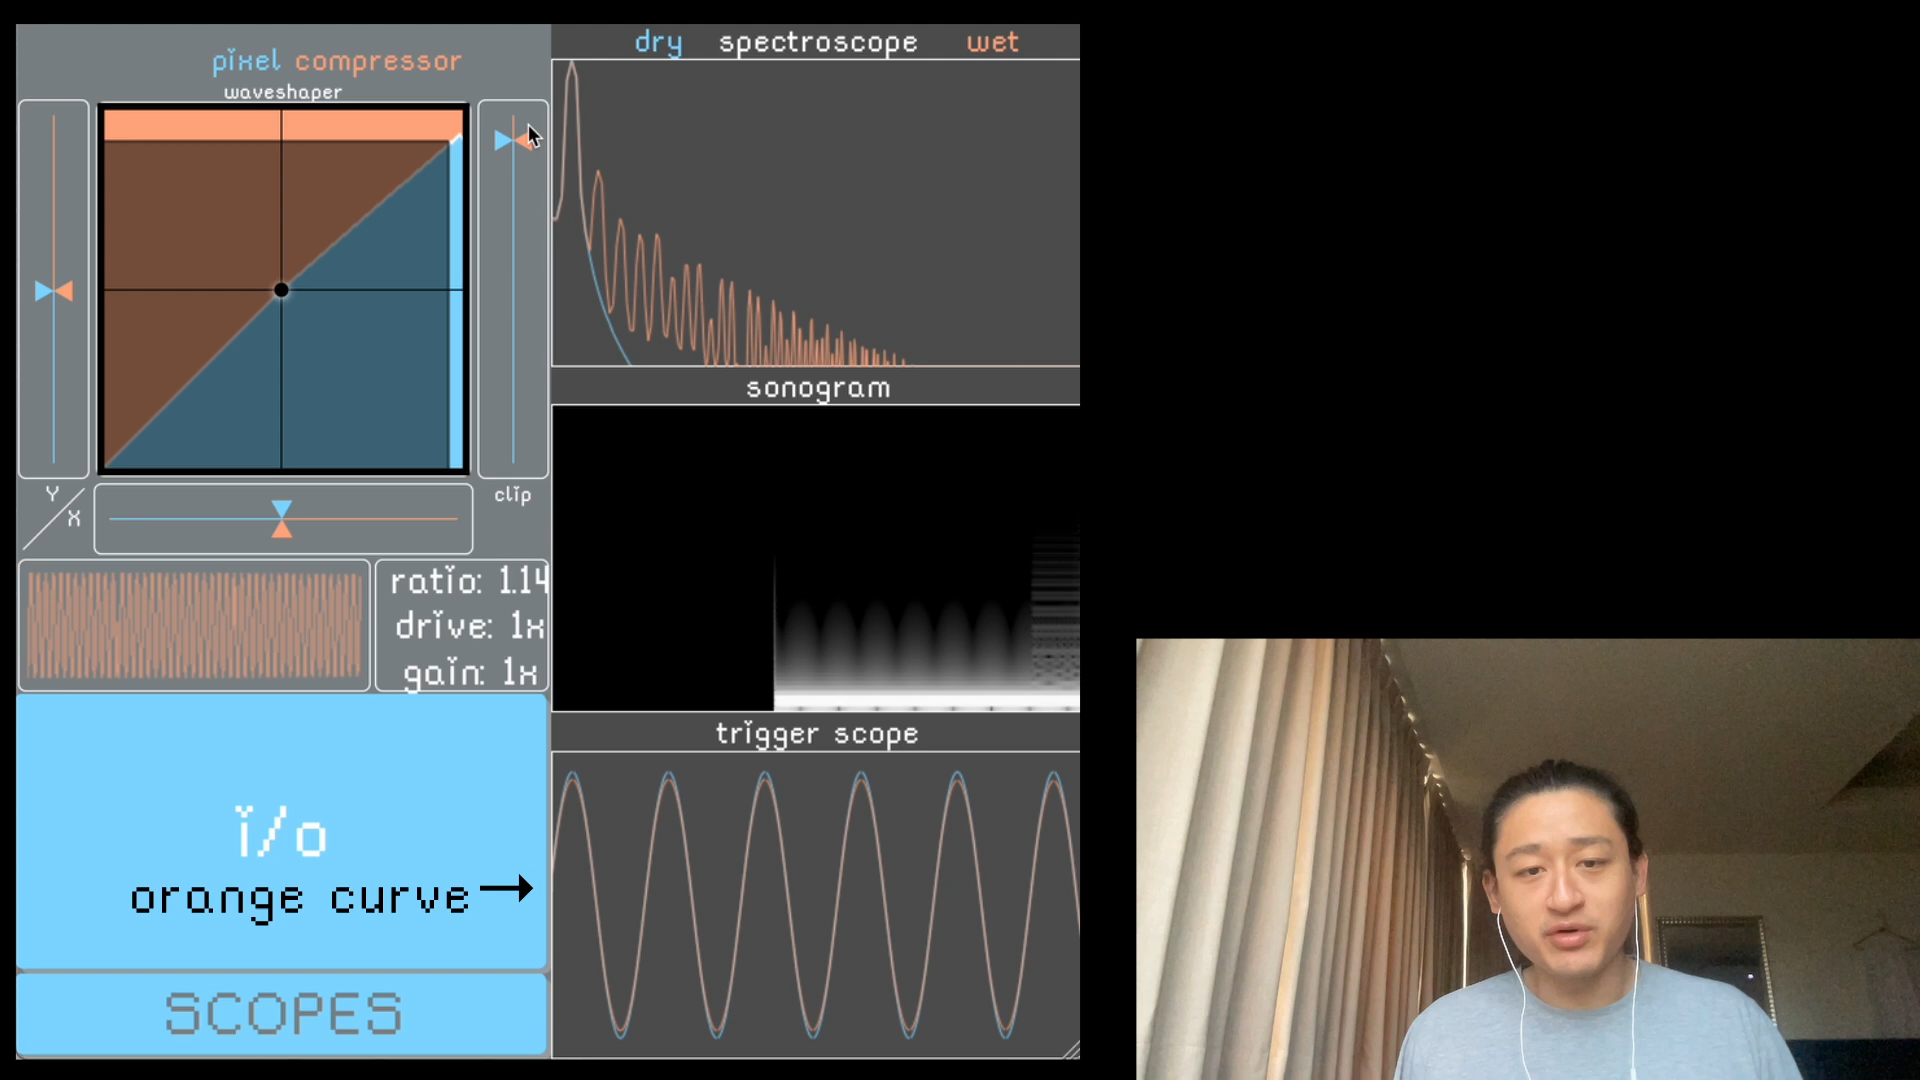 pixel compressor
waveshaper
Y/X
clip
ratio: 1.14
drive: 1x
gain: 1x
i/o
orange curve
SCOPES
dry spectroscope wet
sonogram
trigger scope